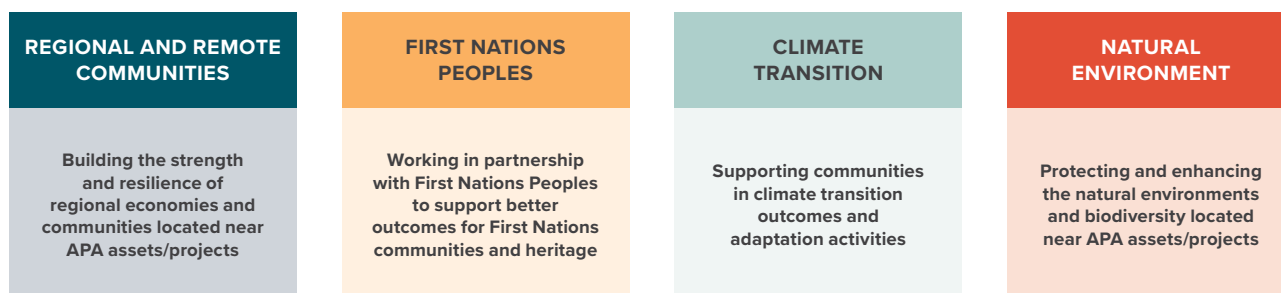 REGIONAL AND REMOTE
COMMUNITIES
Building the strength
and resilience of
regional economies and
communities located near
APA assets/projects
FIRST NATIONS
PEOPLES
Working in partnership
with First Nations Peoples
to support better
outcomes for First Nations
communities and heritage
CLIMATE
TRANSITION
Supporting communities
in climate transition
outcomes and
adaptation activities
NATURAL
ENVIRONMENT
Protecting and enhancing
the natural environments
and biodiversity located
near APA assets/projects